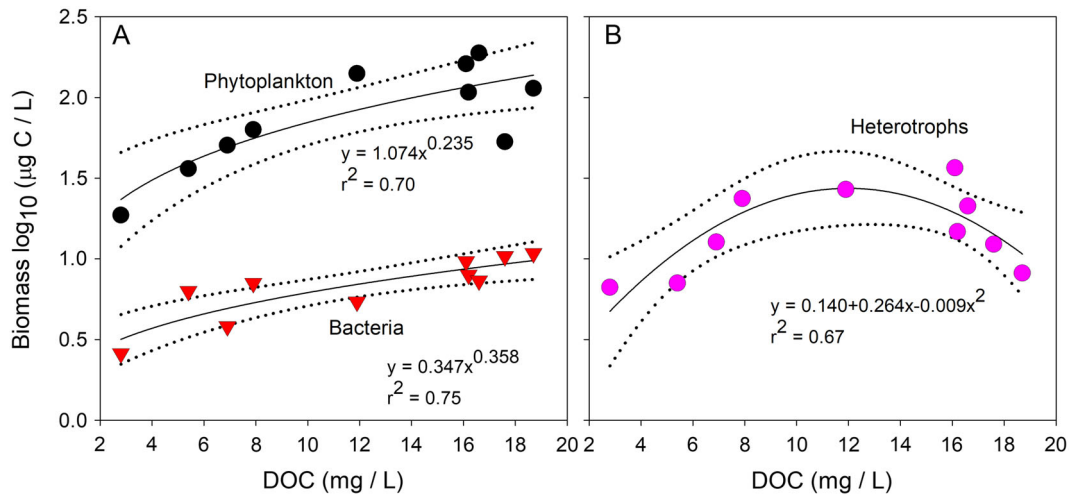 A
B
Biomass log10 (µg C / L)
2.5
2.0
1.5
1.0
0.5
0.0
Phytoplankton
y = 1.074x^0.235
r^2 = 0.70
Bacteria
y = 0.347x^0.358
r^2 = 0.75
2 4 6 8 10 12 14 16 18 20
DOC (mg / L)
Heterotrophs
y = 0.140+0.264x-0.009x^2
r^2 = 0.67
2 4 6 8 10 12 14 16 18 20
DOC (mg / L)